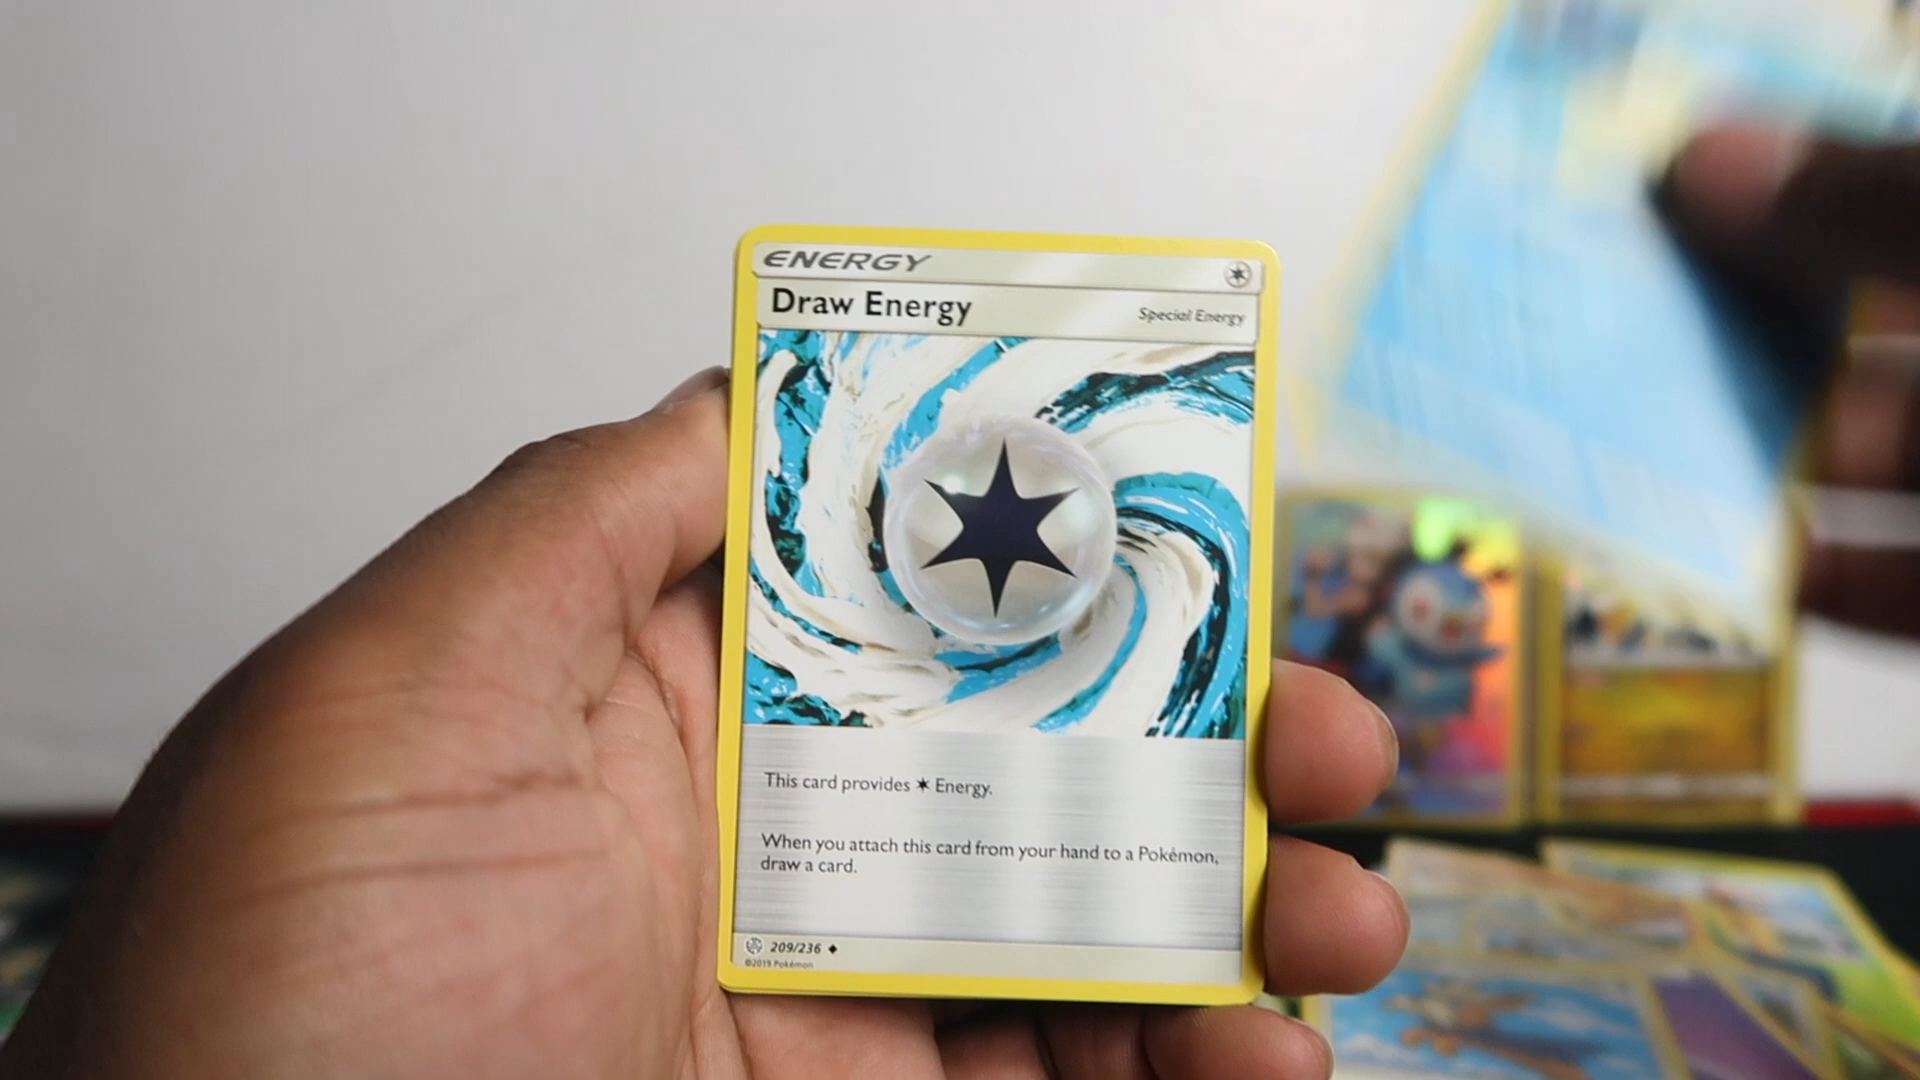 ENERGY
Draw Energy
Special Energy
This card provides Energy.
When you attach this card from your hand to a Pokémon,
draw a card.
209/236
©2019 Pokémon